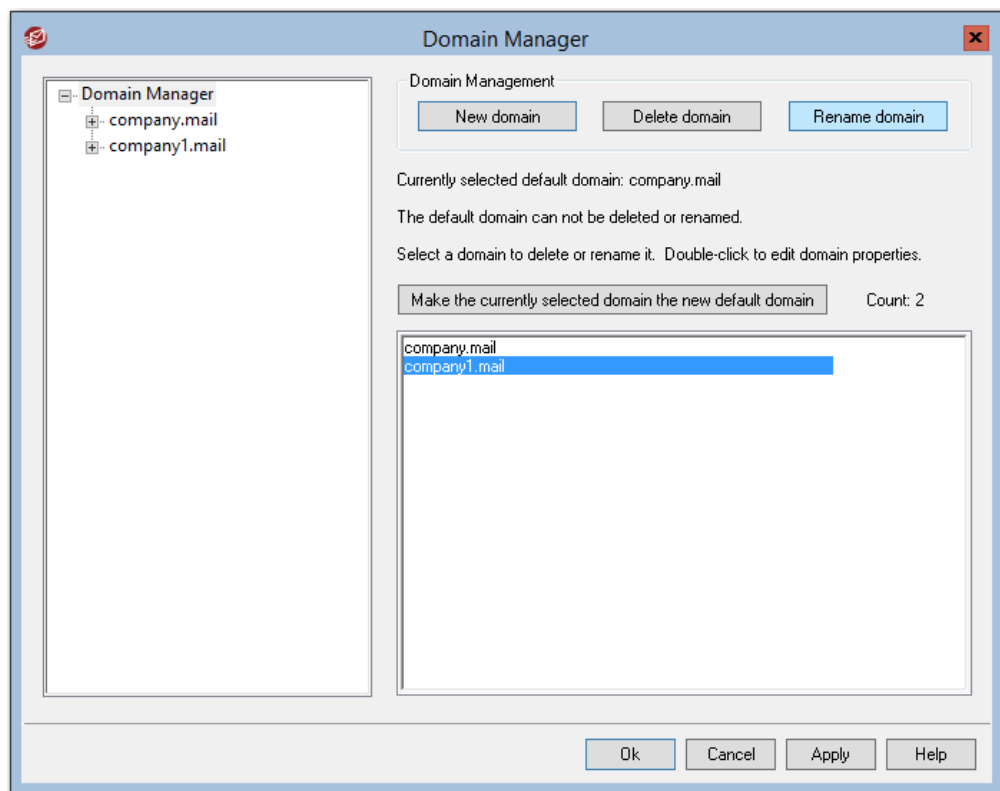 Domain Manager
Domain Manager
company.mail
company1.mail
Domain Management
New domain
Delete domain
Rename domain
Currently selected default domain: company.mail
The default domain can not be deleted or renamed.
Select a domain to delete or rename it.  Double-click to edit domain properties.
Make the currently selected domain the new default domain
Count: 2
company.mail
company1.mail
Ok
Cancel
Apply
Help